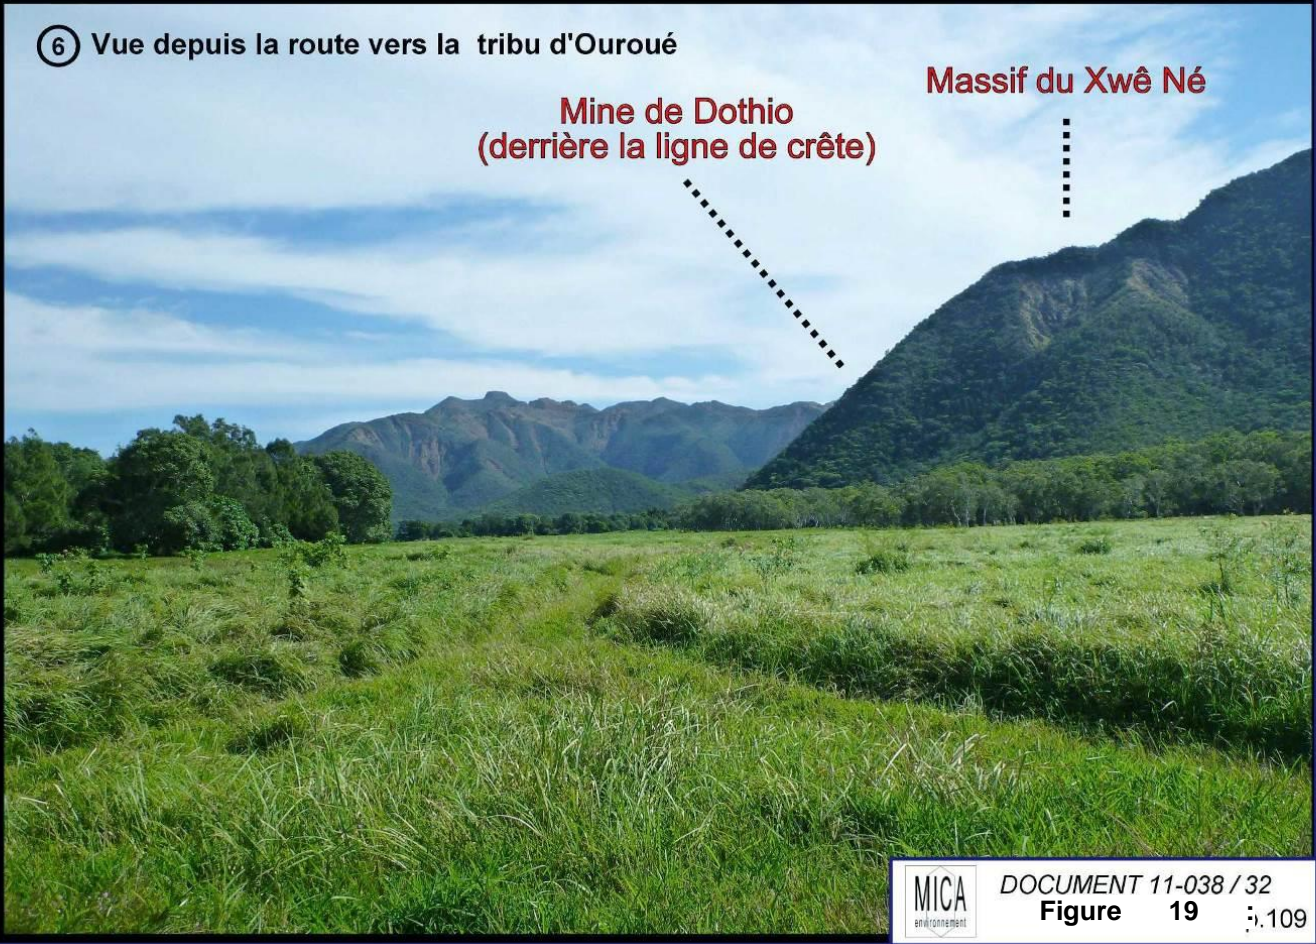 6 Vue depuis la route vers la tribu d'Ouroué
Massif du Xwê Né
Mine de Dothio
(derrière la ligne de crête)
MICA
environnement
DOCUMENT 11-038 / 32
Figure 19 :
.109